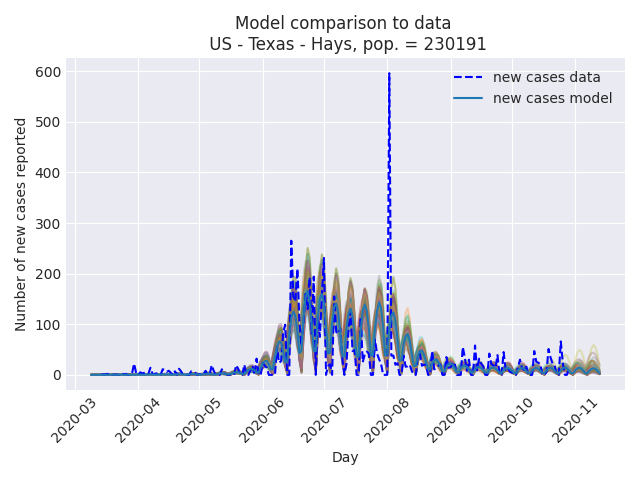 Model comparison to data
US - Texas - Hays, pop. = 230191
new cases data
new cases model
Number of new cases reported
600
500
400
300
200
100
0
2020-03
2020-04
2020-05
2020-06
2020-07
2020-08
2020-09
2020-10
2020-11
Day